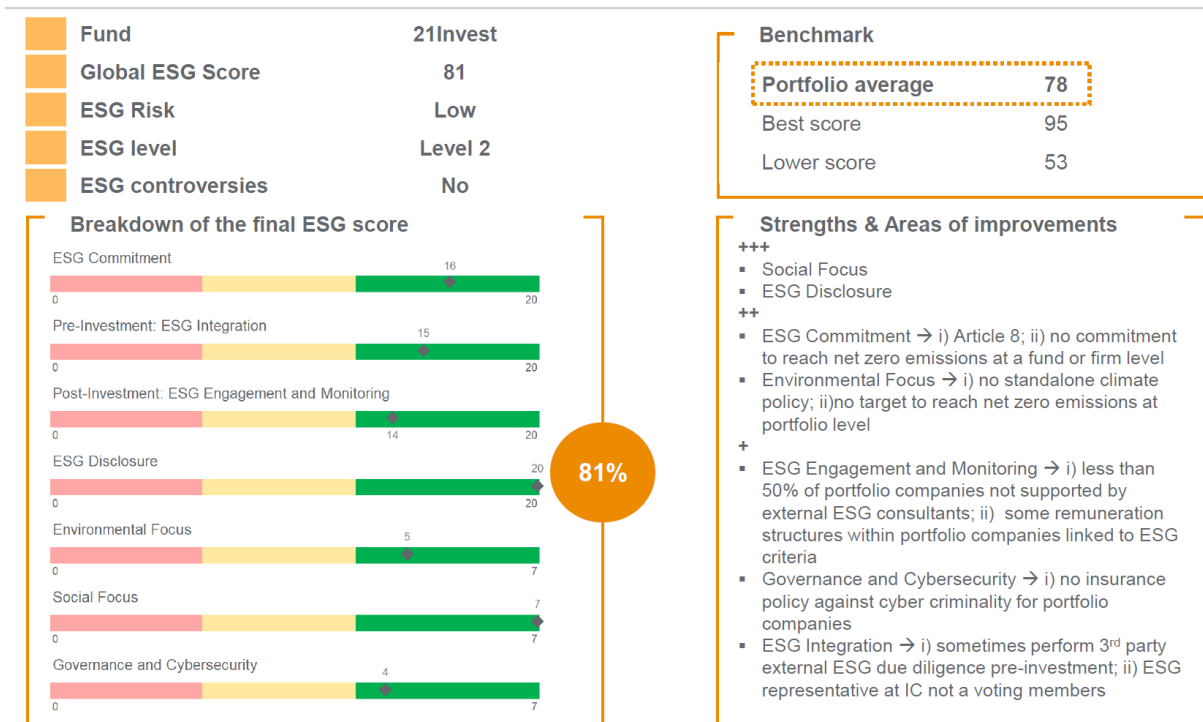 Fund 21Invest
Global ESG Score 81
ESG Risk Low
ESG level Level 2
ESG controversies No
Benchmark
Portfolio average 78
Best score 95
Lower score 53
Breakdown of the final ESG score
ESG Commitment
16
0 20
Pre-Investment: ESG Integration
15
0 20
Post-Investment: ESG Engagement and Monitoring
14
0 20
ESG Disclosure
20
0 20
Environmental Focus
5
0 7
Social Focus
7
0 7
Governance and Cybersecurity
4
0 7
81%
Strengths & Areas of improvements
+++
▪ Social Focus
▪ ESG Disclosure
++
▪ ESG Commitment → i) Article 8; ii) no commitment
to reach net zero emissions at a fund or firm level
▪ Environmental Focus → i) no standalone climate
policy; ii)no target to reach net zero emissions at
portfolio level
+
▪ ESG Engagement and Monitoring → i) less than
50% of portfolio companies not supported by
external ESG consultants; ii) some remuneration
structures within portfolio companies linked to ESG
criteria
▪ Governance and Cybersecurity → i) no insurance
policy against cyber criminality for portfolio
companies
▪ ESG Integration → i) sometimes perform 3rd party
external ESG due diligence pre-investment; ii) ESG
representative at IC not a voting members